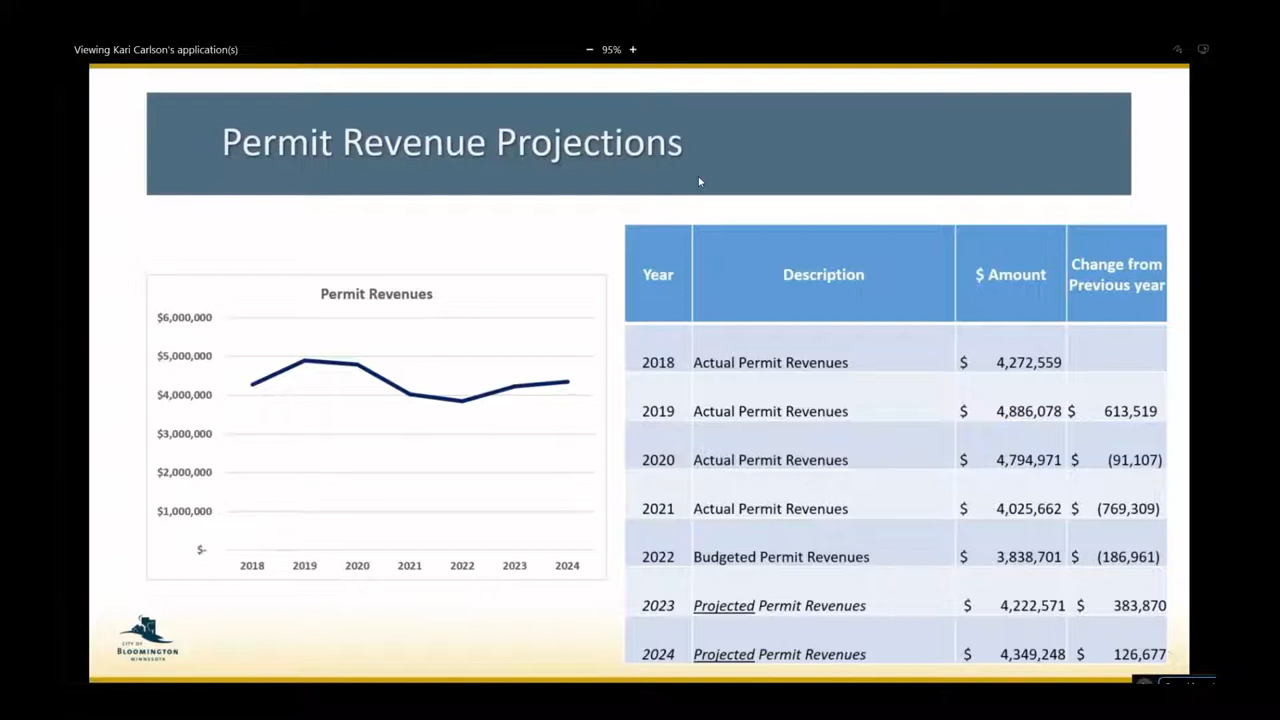 Viewing Kari Carlson's application(s)
− 95% +
Permit Revenue Projections
Permit Revenues
$6,000,000
$5,000,000
$4,000,000
$3,000,000
$2,000,000
$1,000,000
$-
2018 2019 2020 2021 2022 2023 2024
Year Description $ Amount Change from Previous year
2018 Actual Permit Revenues $ 4,272,559
2019 Actual Permit Revenues $ 4,886,078 $ 613,519
2020 Actual Permit Revenues $ 4,794,971 $ (91,107)
2021 Actual Permit Revenues $ 4,025,662 $ (769,309)
2022 Budgeted Permit Revenues $ 3,838,701 $ (186,961)
2023 Projected Permit Revenues $ 4,222,571 $ 383,870
2024 Projected Permit Revenues $ 4,349,248 $ 126,677
CITY OF
BLOOMINGTON
MINNESOTA